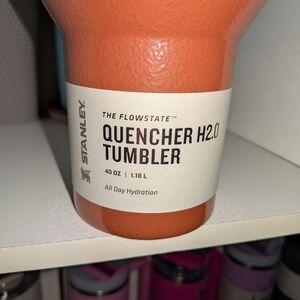 STANLEY
THE FLOWSTATE™
QUENCHER H2.0
TUMBLER
40 OZ | 1.18 L
All Day Hydration